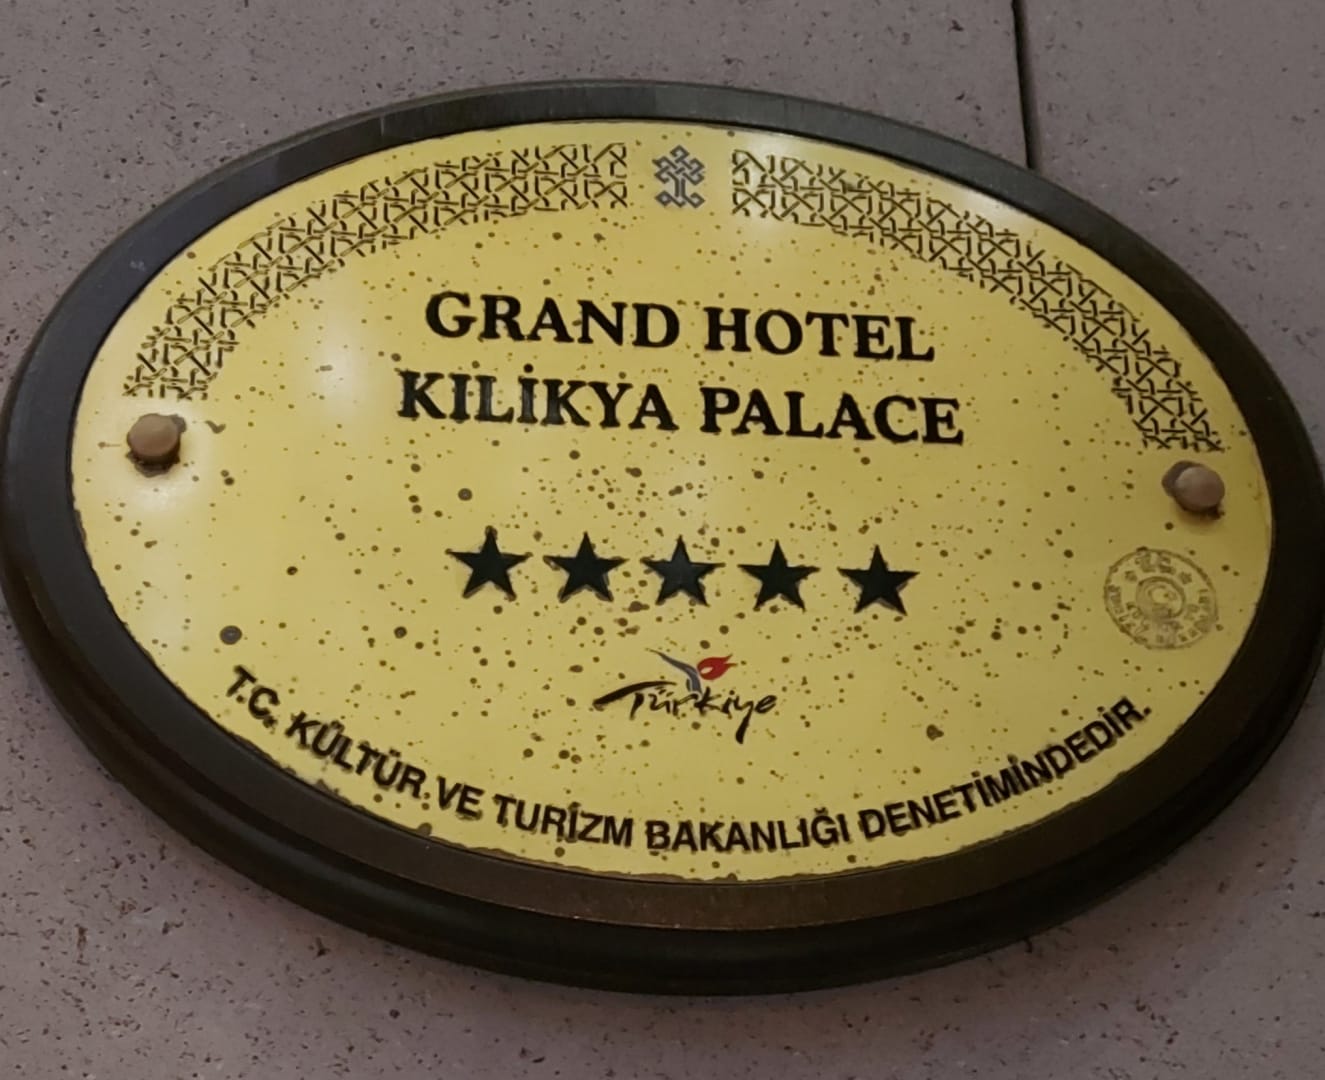 GRAND HOTEL
KILİKYA PALACE
Türkiye
T.C. KÜLTÜR VE TURİZM BAKANLIĞI DENETİMİNDEDİR.